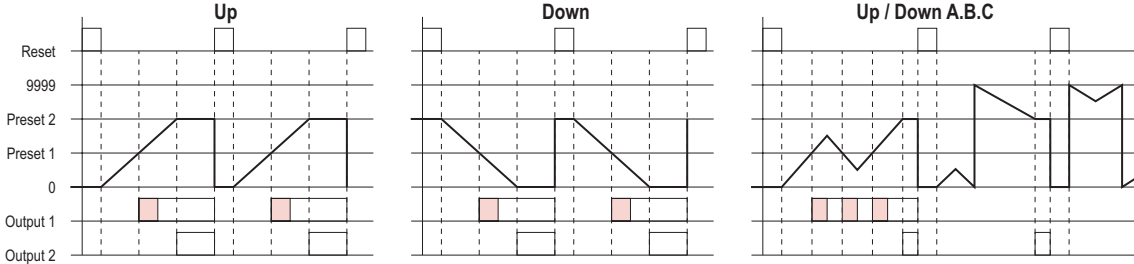 Up
Down
Up / Down A.B.C
Reset
9999
Preset 2
Preset 1
0
Output 1
Output 2